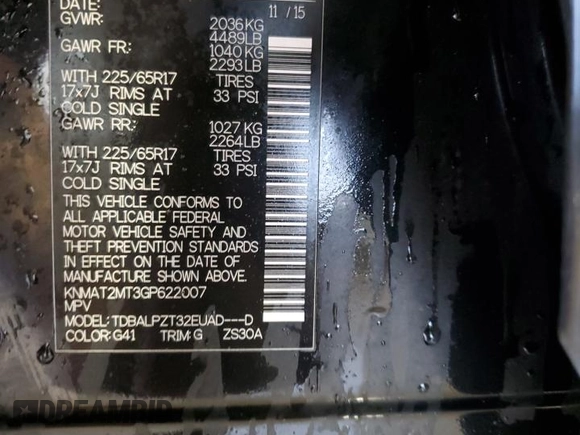 DATE: 11 / 15
GVWR: 2036KG
4489LB
GAWR FR: 1040KG
2293LB
WITH 225/65R17 TIRES
17x7J RIMS AT 33 PSI
COLD SINGLE
GAWR RR: 1027KG
2264LB
WITH 225/65R17 TIRES
17x7J RIMS AT 33 PSI
COLD SINGLE
THIS VEHICLE CONFORMS TO
ALL APPLICABLE FEDERAL
MOTOR VEHICLE SAFETY AND
THEFT PREVENTION STANDARDS
IN EFFECT ON THE DATE OF
MANUFACTURE SHOWN ABOVE.
KNMAT2MT3GP622007
MPV
MODEL:TDBALPZT32EUAD---D
COLOR:G41 TRIM:G ZS30A
DREAMBID